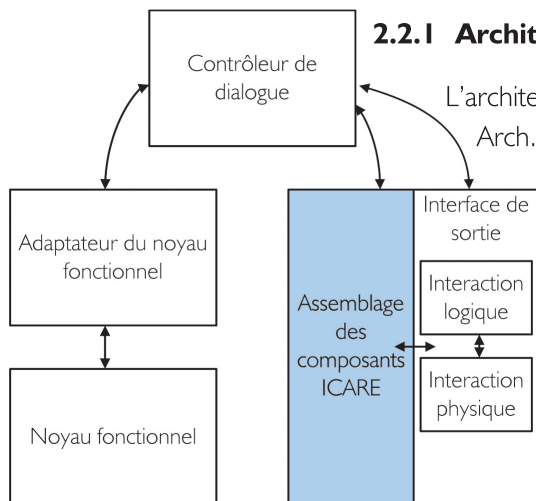 2.2.1 Archit
L'archite
Arch.
Contrôleur de
dialogue
Adaptateur du noyau
fonctionnel
Noyau fonctionnel
Assemblage
des
composants
ICARE
Interface de
sortie
Interaction
logique
Interaction
physique